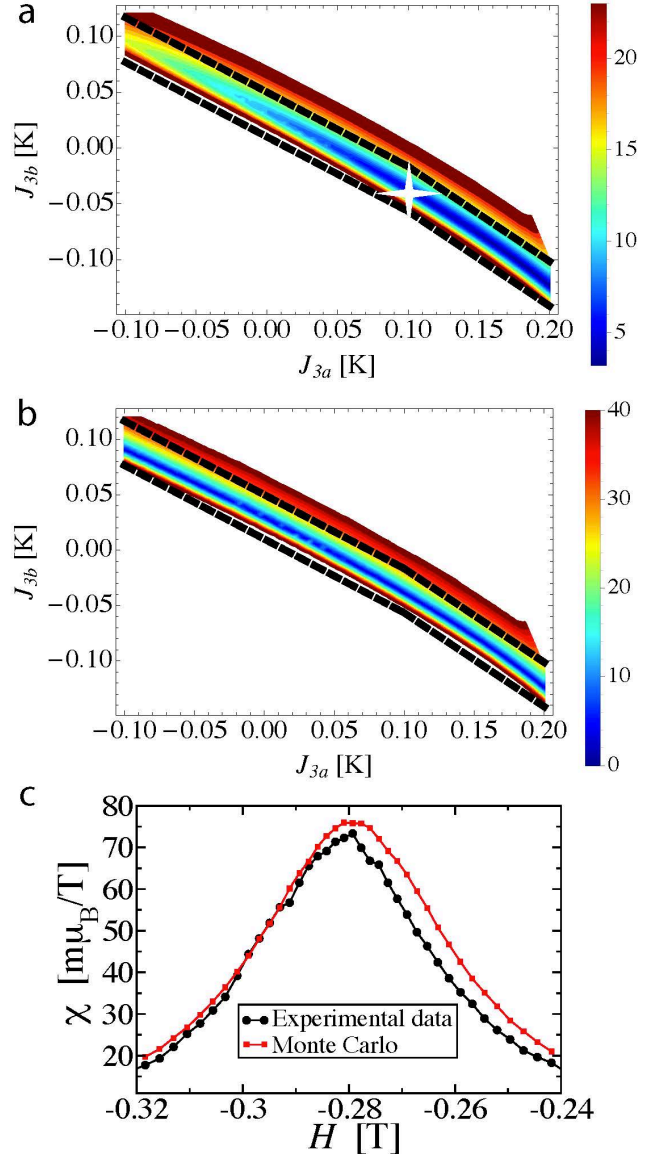 a
0.10
0.05
0.00
−0.05
−0.10
J3b [K]
−0.10 −0.05 0.00 0.05 0.10 0.15 0.20
J3a [K]
20
15
10
5
b
0.10
0.05
0.00
−0.05
−0.10
J3b [K]
−0.10 −0.05 0.00 0.05 0.10 0.15 0.20
J3a [K]
40
30
20
10
0
c
80
70
60
50
40
30
20
χ [mμB/T]
Experimental data
Monte Carlo
-0.32 -0.3 -0.28 -0.26 -0.24
H [T]